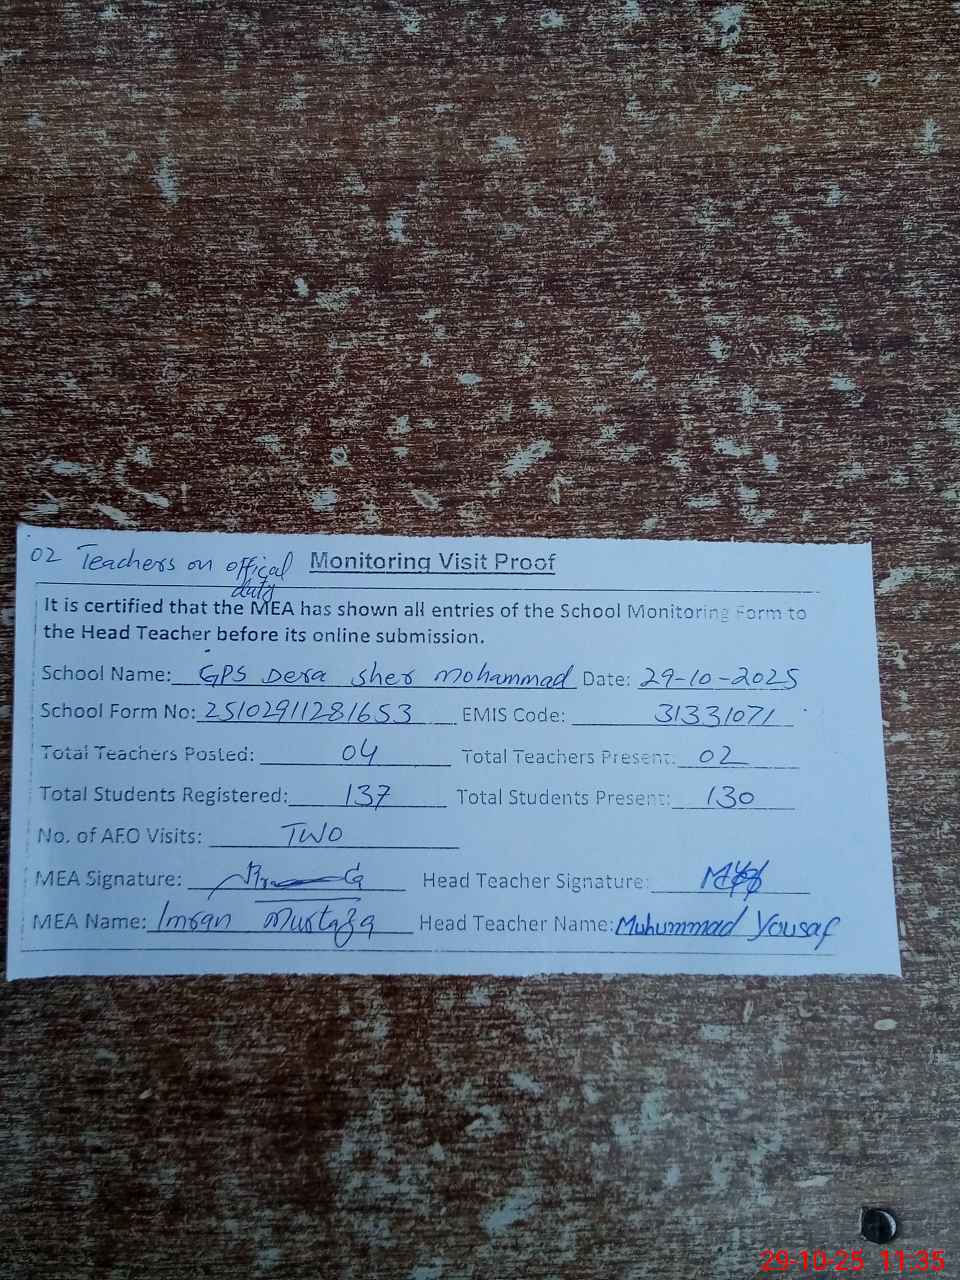 02 Teachers on offical duty Monitoring Visit Proof
It is certified that the MEA has shown all entries of the School Monitoring Form to
the Head Teacher before its online submission.
School Name: GPS Dera Sher Mohammad Date: 29-10-2025
School Form No: 25102911281653 EMIS Code: 31331071
Total Teachers Posted: 04 Total Teachers Present: 02
Total Students Registered: 137 Total Students Present: 130
No. of AEO Visits: TWO
MEA Signature: Head Teacher Signature:
MEA Name: Imran Mustafa Head Teacher Name: Muhummad Yousaf
29-10-25 11:35